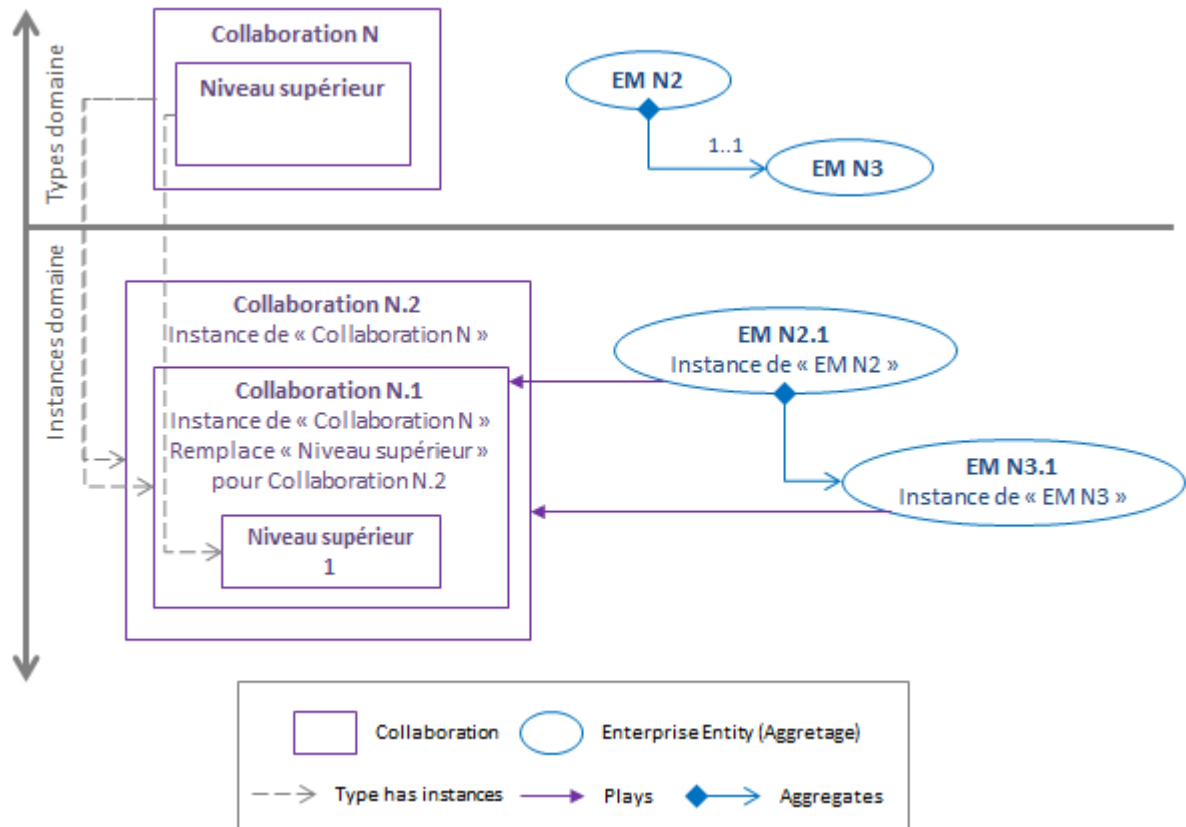 Types domaine
Collaboration N
Niveau supérieur
EM N2
1..1
EM N3
Instances domaine
Collaboration N.2
Instance de « Collaboration N »
Collaboration N.1
Instance de « Collaboration N »
Remplace « Niveau supérieur »
pour Collaboration N.2
Niveau supérieur
1
EM N2.1
Instance de « EM N2 »
EM N3.1
Instance de « EM N3 »
Collaboration
Enterprise Entity (Aggretage)
Type has instances
Plays
Aggregates